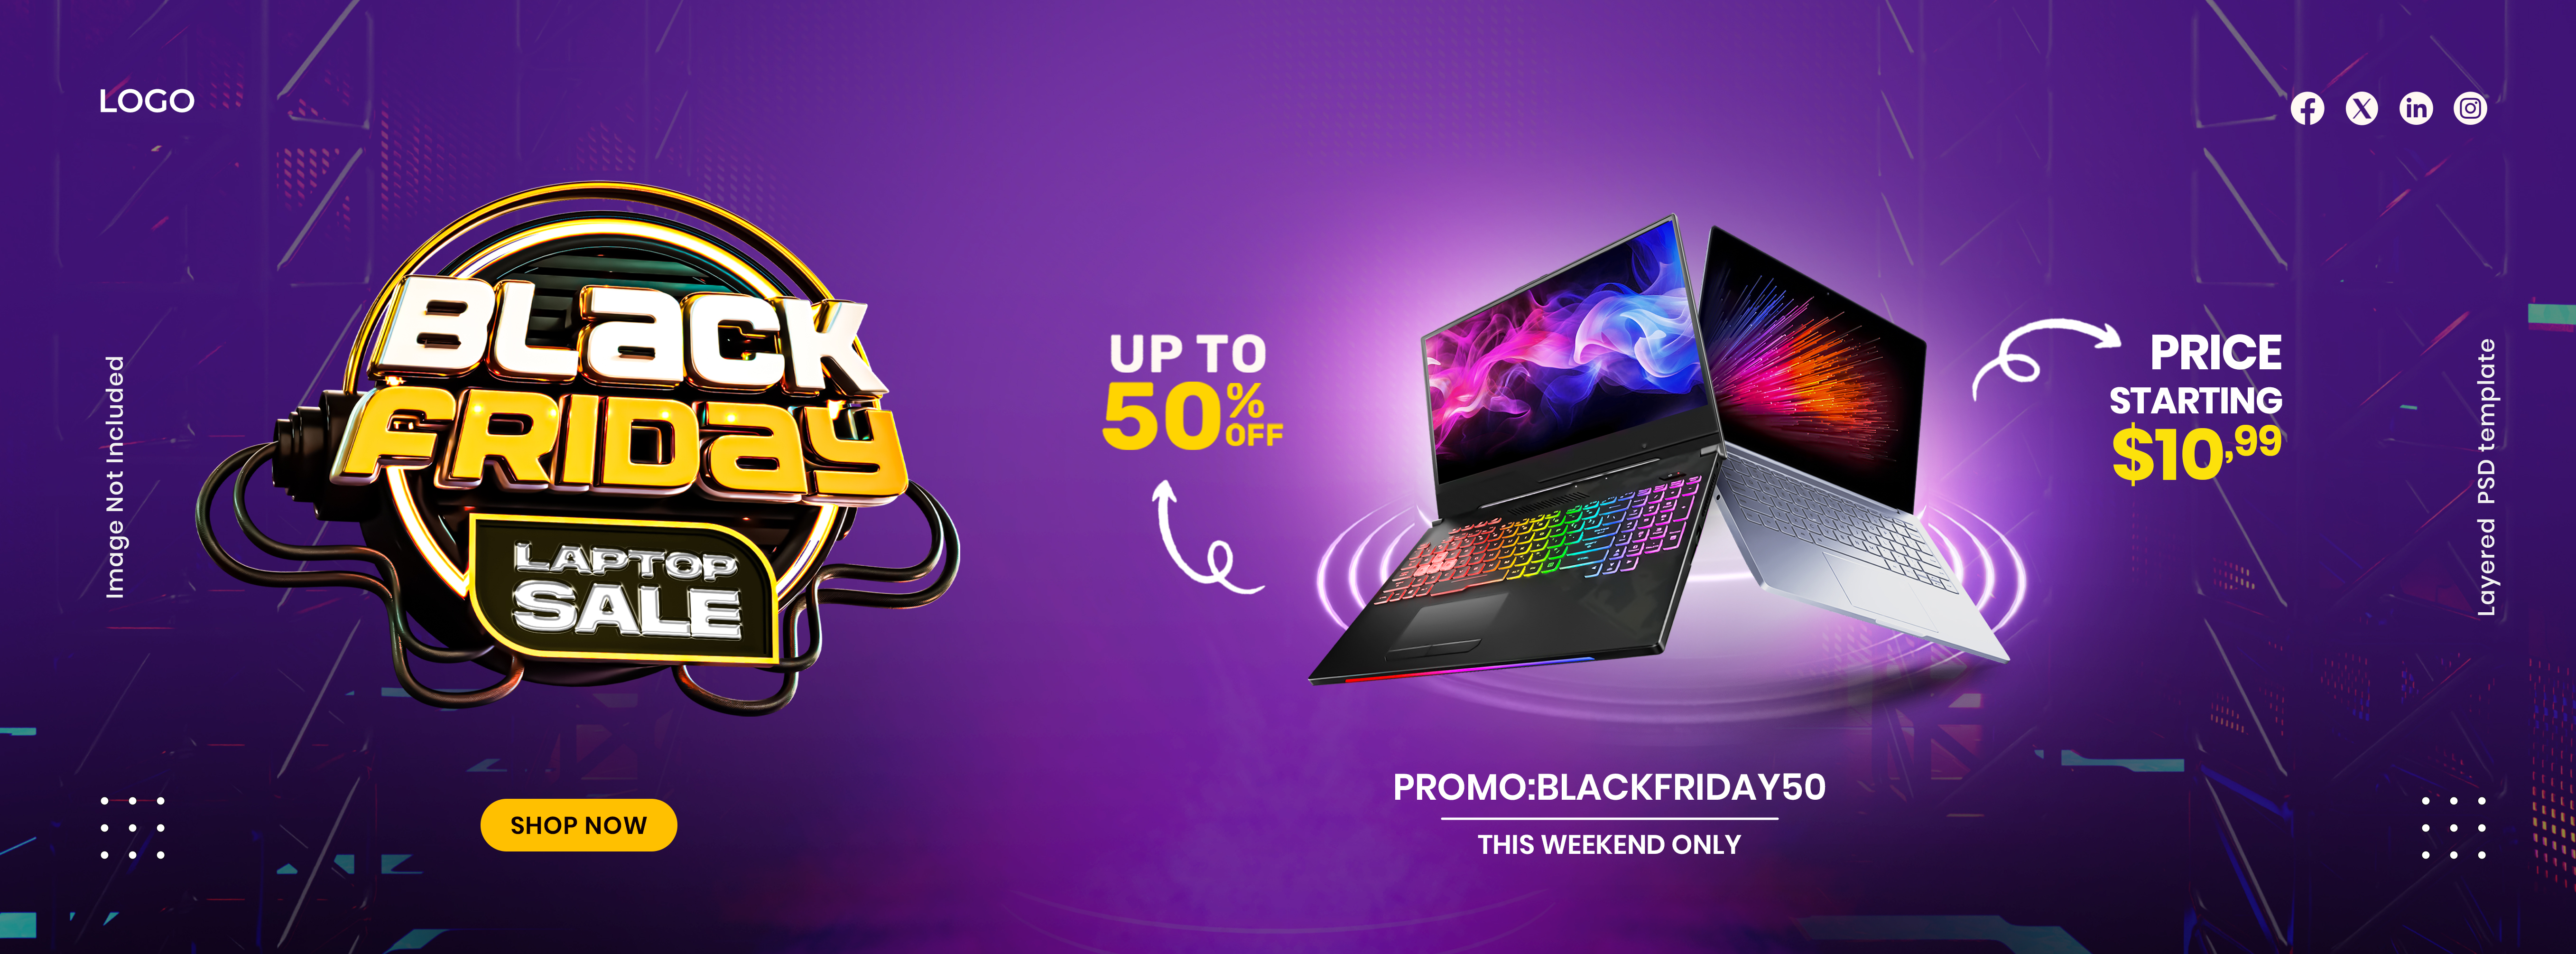 LOGO
BLaCK
FRIDay
LAPTOP
SALE
SHOP NOW
Image Not Included
UP TO
50%
OFF
PRICE
STARTING
$10,99
PROMO:BLACKFRIDAY50
THIS WEEKEND ONLY
Layered PSD template